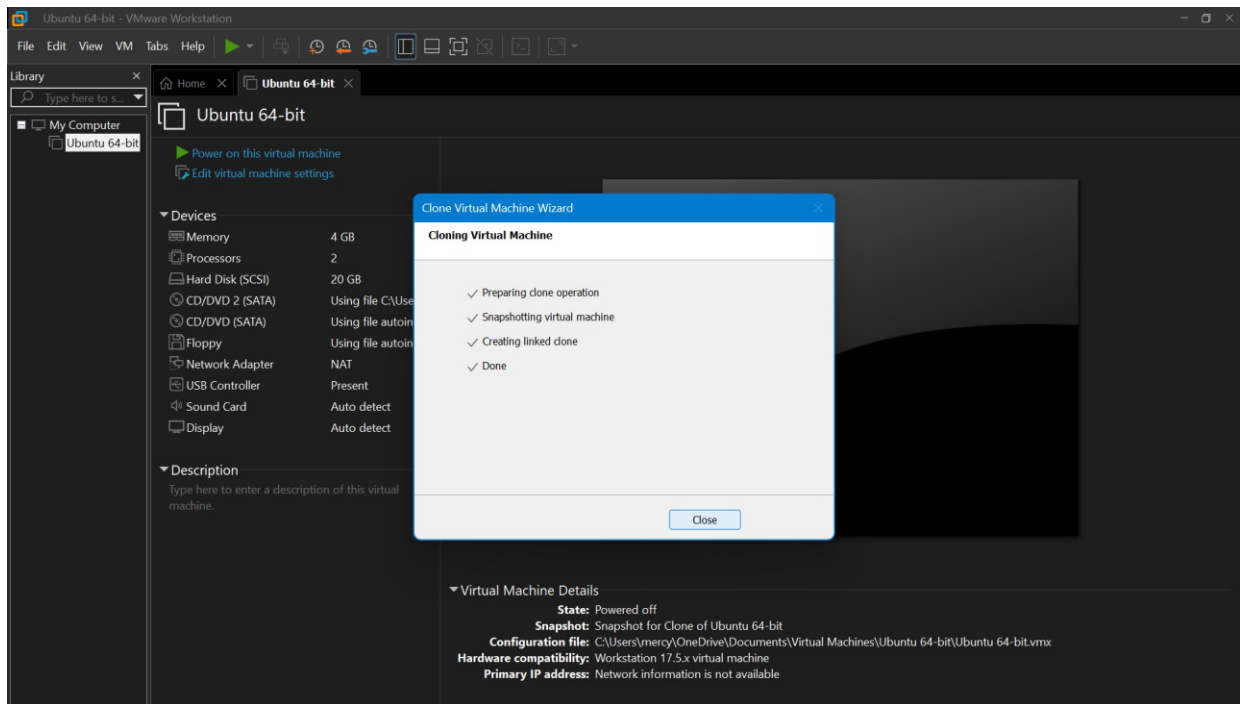 Ubuntu 64-bit - VMware Workstation
File Edit View VM Tabs Help
Library
Type here to s...
My Computer
Ubuntu 64-bit
Home
Ubuntu 64-bit
Ubuntu 64-bit
Power on this virtual machine
Edit virtual machine settings
Devices
Memory 4 GB
Processors 2
Hard Disk (SCSI) 20 GB
CD/DVD 2 (SATA) Using file C:\Use
CD/DVD (SATA) Using file autoin
Floppy Using file autoin
Network Adapter NAT
USB Controller Present
Sound Card Auto detect
Display Auto detect
Description
Type here to enter a description of this virtual
machine.
Clone Virtual Machine Wizard
Cloning Virtual Machine
Preparing clone operation
Snapshotting virtual machine
Creating linked clone
Done
Close
Virtual Machine Details
State: Powered off
Snapshot: Snapshot for Clone of Ubuntu 64-bit
Configuration file: C:\Users\mercy\OneDrive\Documents\Virtual Machines\Ubuntu 64-bit\Ubuntu 64-bit.vmx
Hardware compatibility: Workstation 17.5.x virtual machine
Primary IP address: Network information is not available